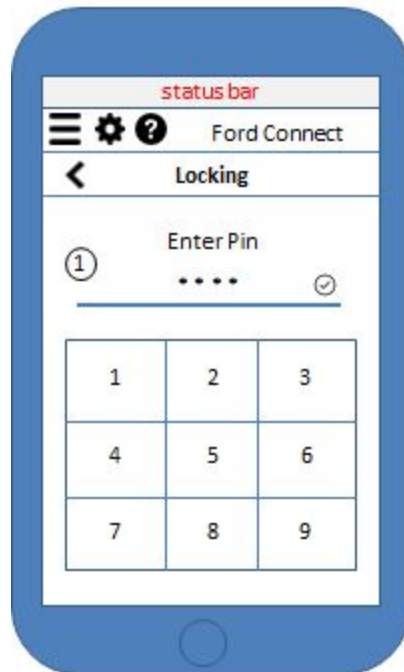 status bar
Ford Connect
Locking
Enter Pin
1
••••
1 2 3
4 5 6
7 8 9